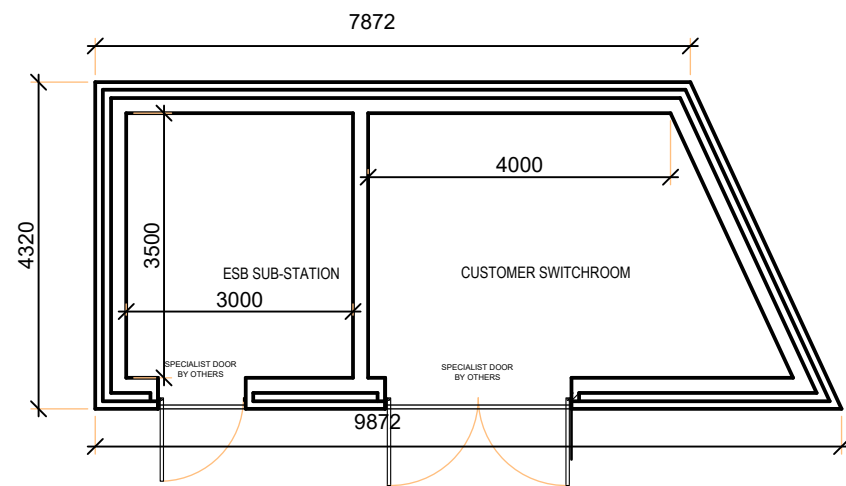 7872
4000
4320
3500
ESB SUB-STATION
CUSTOMER SWITCHROOM
3000
SPECIALIST DOOR
BY OTHERS
SPECIALIST DOOR
BY OTHERS
9872